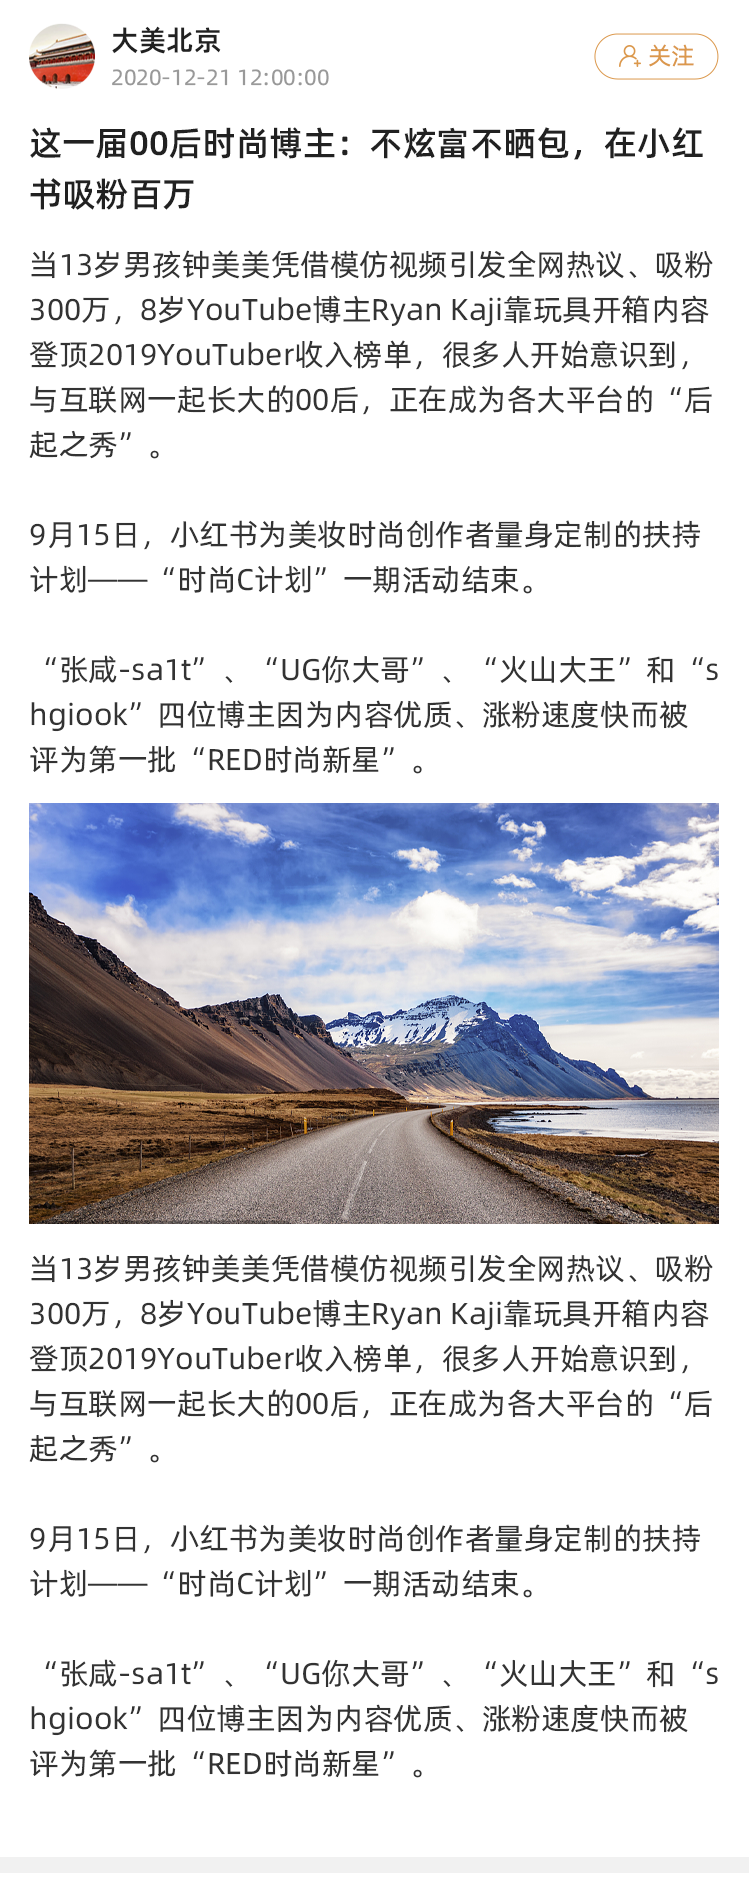 大美北京
2020-12-21 12:00:00
关注
这一届00后时尚博主：不炫富不晒包，在小红
书吸粉百万
当13岁男孩钟美美凭借模仿视频引发全网热议、吸粉
300万，8岁YouTube博主Ryan Kaji靠玩具开箱内容
登顶2019YouTuber收入榜单，很多人开始意识到，
与互联网一起长大的00后，正在成为各大平台的“后
起之秀”。
9月15日，小红书为美妆时尚创作者量身定制的扶持
计划——“时尚C计划”一期活动结束。
“张咸-sa1t”、“UG你大哥”、“火山大王”和“s
hgiook”四位博主因为内容优质、涨粉速度快而被
评为第一批“RED时尚新星”。
当13岁男孩钟美美凭借模仿视频引发全网热议、吸粉
300万，8岁YouTube博主Ryan Kaji靠玩具开箱内容
登顶2019YouTuber收入榜单，很多人开始意识到，
与互联网一起长大的00后，正在成为各大平台的“后
起之秀”。
9月15日，小红书为美妆时尚创作者量身定制的扶持
计划——“时尚C计划”一期活动结束。
“张咸-sa1t”、“UG你大哥”、“火山大王”和“s
hgiook”四位博主因为内容优质、涨粉速度快而被
评为第一批“RED时尚新星”。